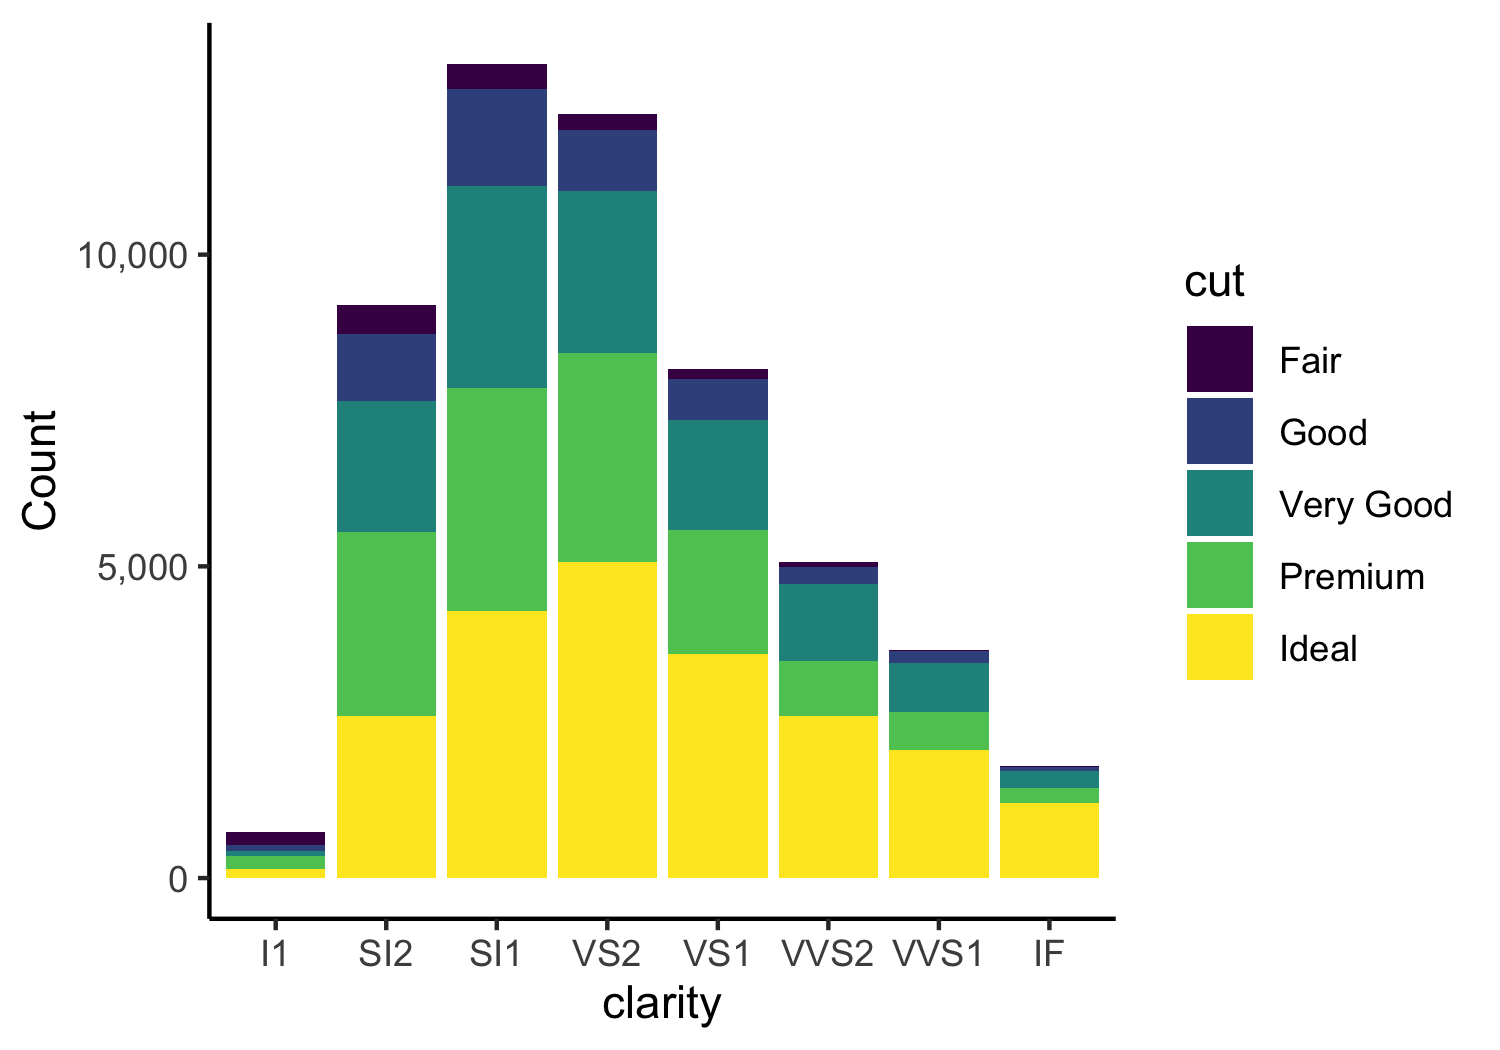 Count
10,000
5,000
0
I1 SI2 SI1 VS2 VS1 VVS2 VVS1 IF
clarity
cut
Fair
Good
Very Good
Premium
Ideal